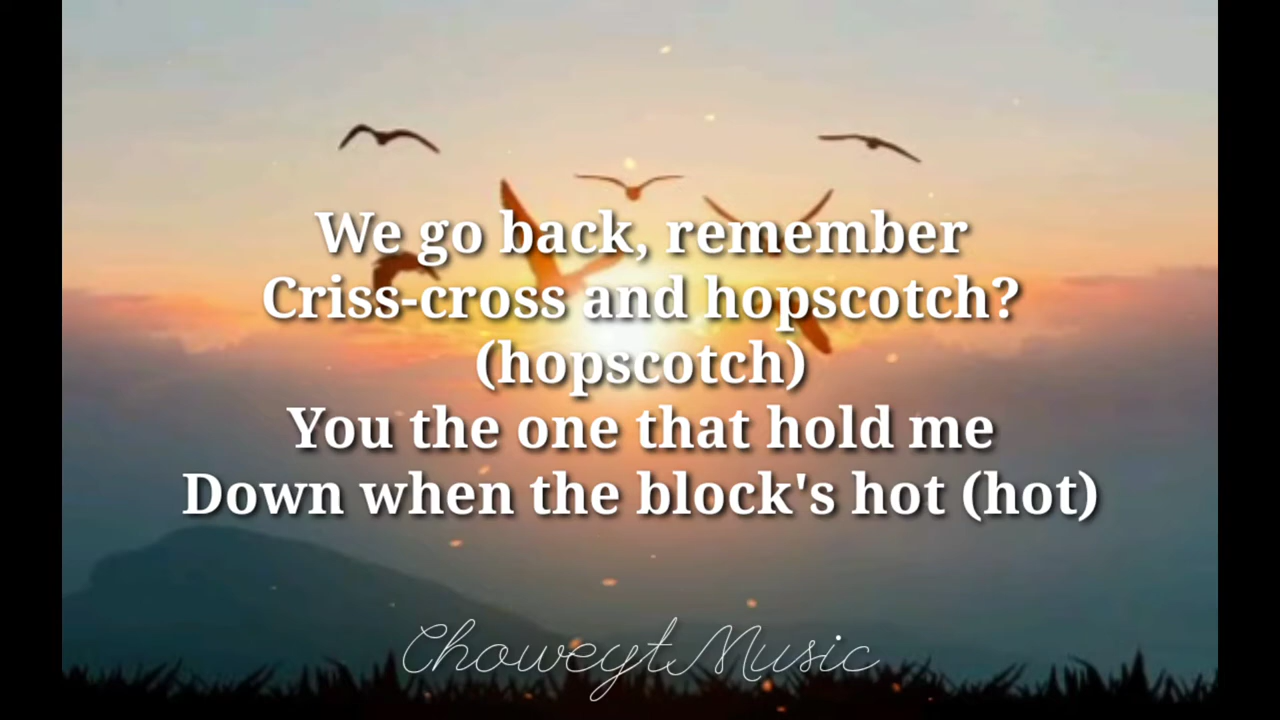 We go back, remember
Criss-cross and hopscotch?
(hopscotch)
You the one that hold me
Down when the block's hot (hot)
ChoweytMusic